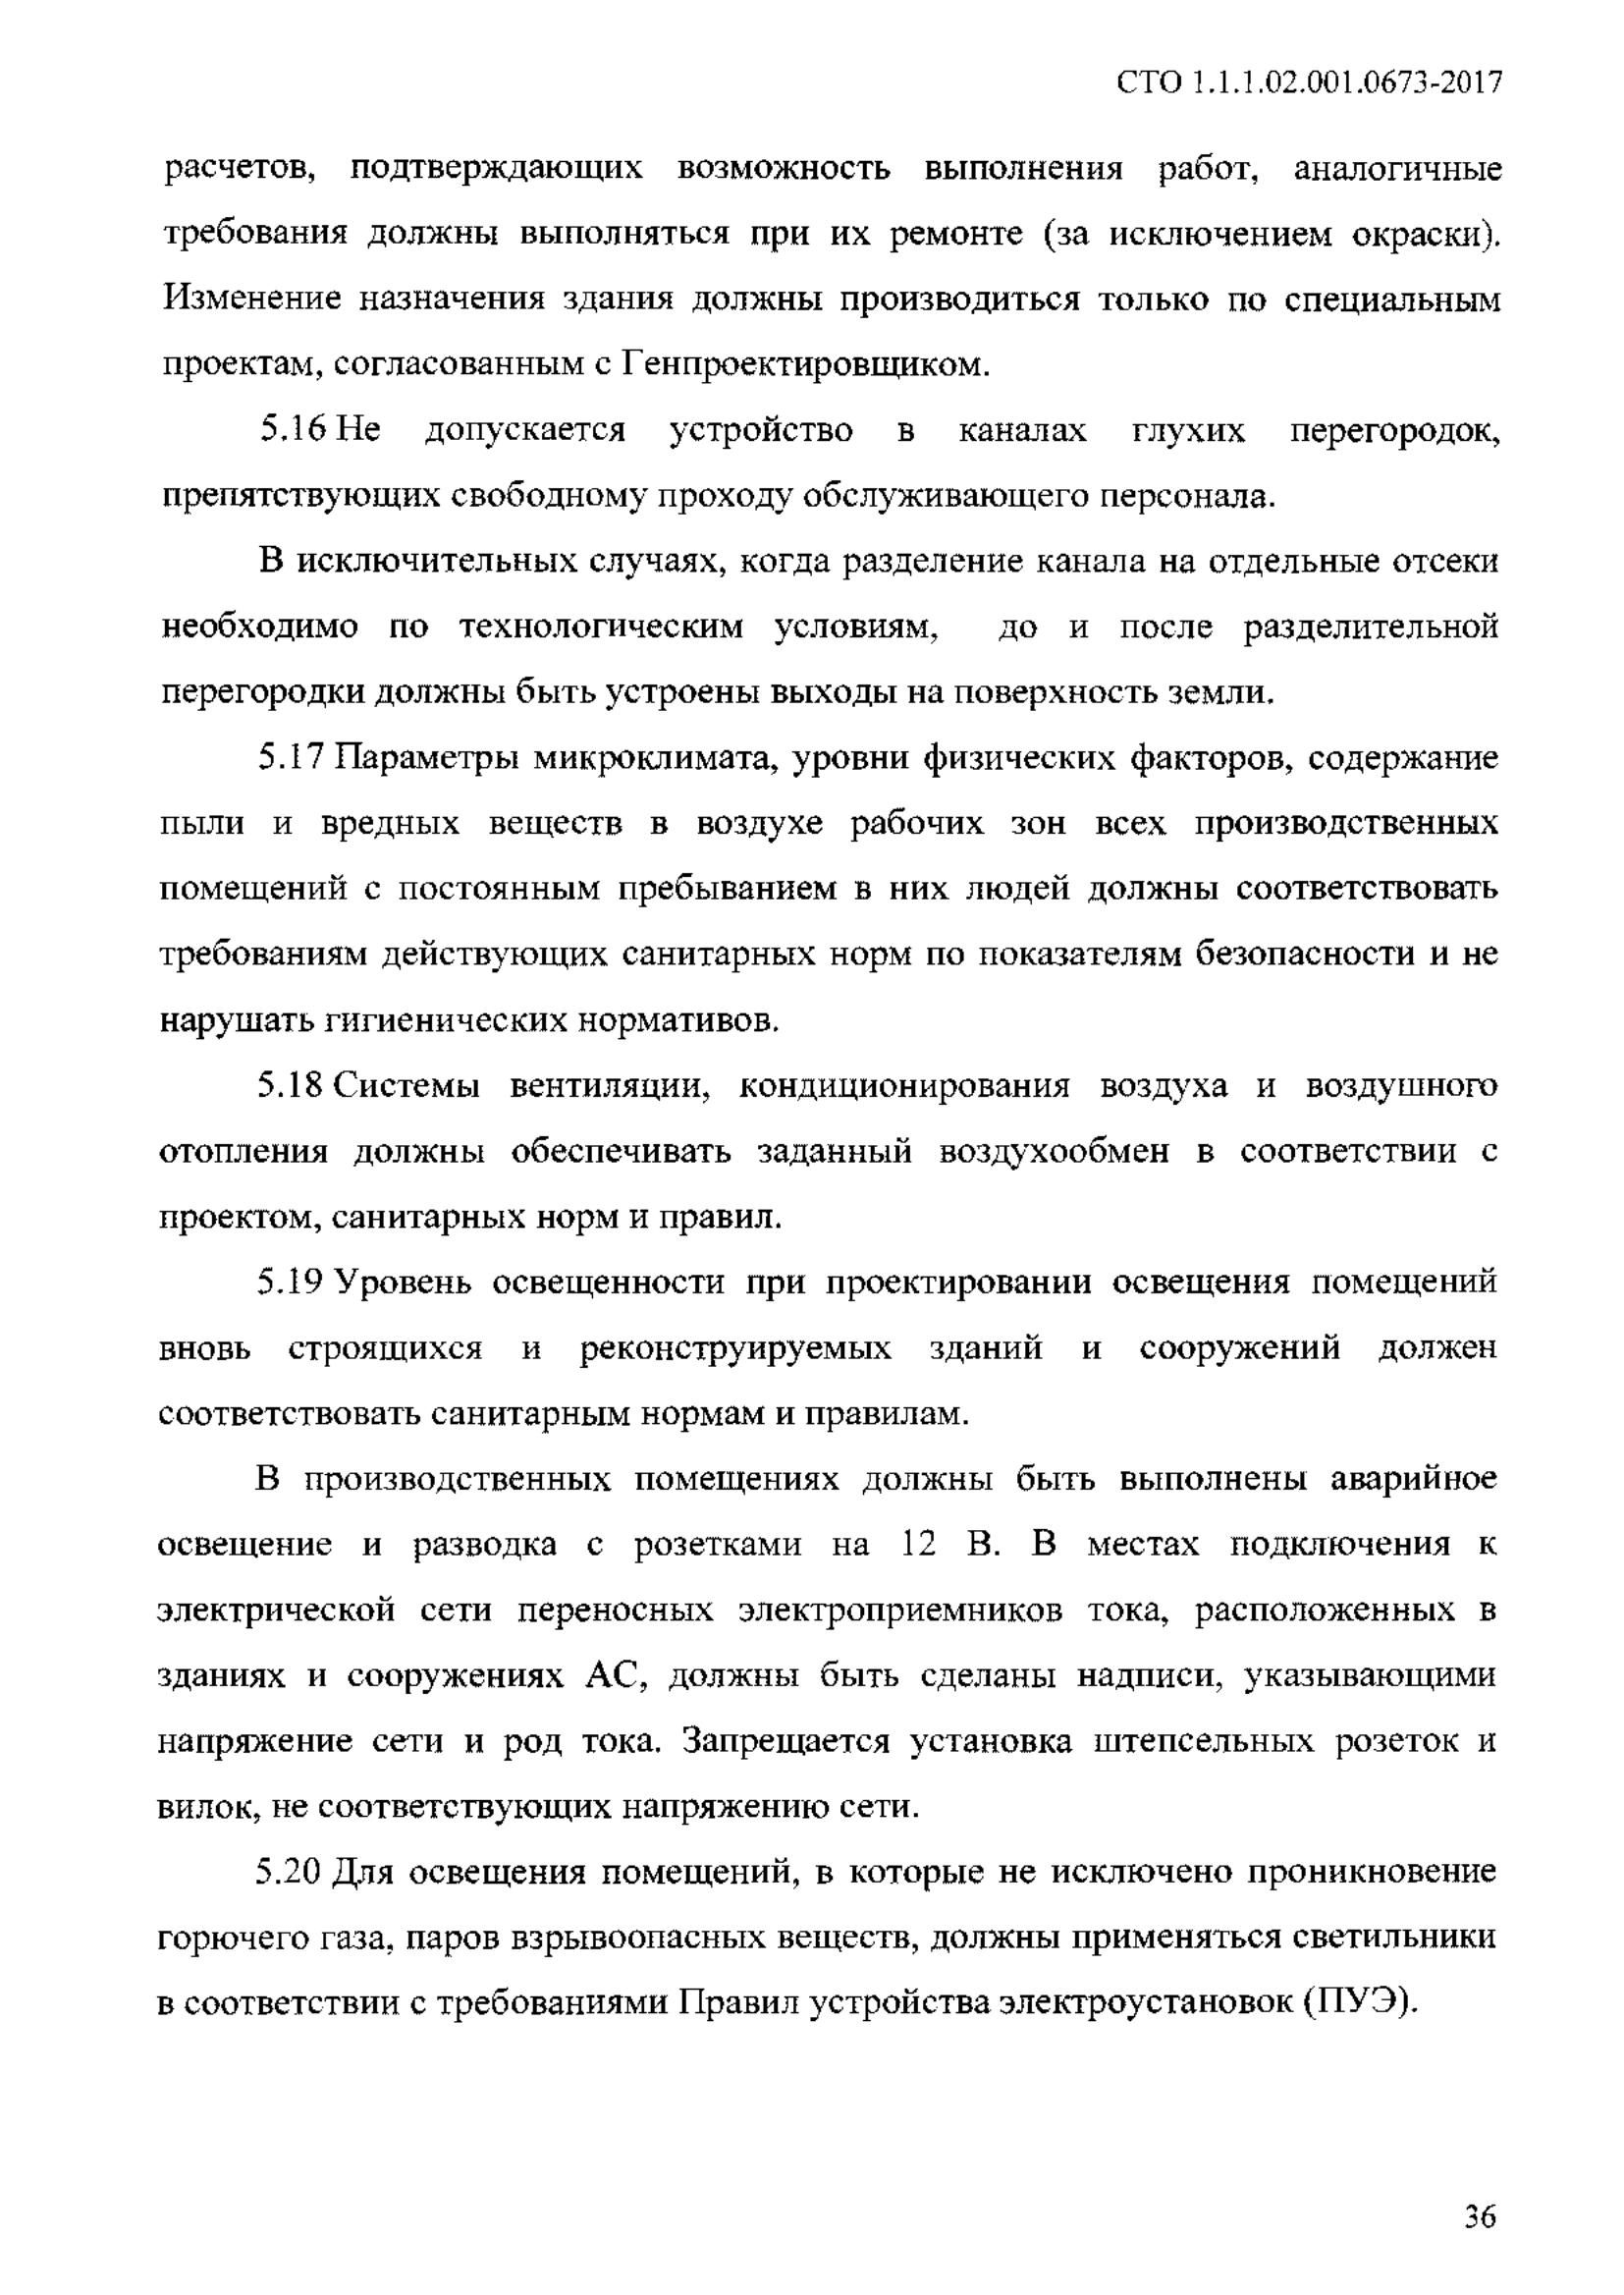 СТО 1.1.1.02.001.0673-2017
расчетов, подтверждающих возможность выполнения работ, аналогичные
требования должны выполняться при их ремонте (за исключением окраски).
Изменение назначения здания должны производиться только по специальным
проектам, согласованным с Генпроектировщиком.
5.16 Не допускается устройство в каналах глухих перегородок,
препятствующих свободному проходу обслуживающего персонала.
В исключительных случаях, когда разделение канала на отдельные отсеки
необходимо по технологическим условиям, до и после разделительной
перегородки должны быть устроены выходы на поверхность земли.
5.17 Параметры микроклимата, уровни физических факторов, содержание
пыли и вредных веществ в воздухе рабочих зон всех производственных
помещений с постоянным пребыванием в них людей должны соответствовать
требованиям действующих санитарных норм по показателям безопасности и не
нарушать гигиенических нормативов.
5.18 Системы вентиляции, кондиционирования воздуха и воздушного
отопления должны обеспечивать заданный воздухообмен в соответствии с
проектом, санитарных норм и правил.
5.19 Уровень освещенности при проектировании освещения помещений
вновь строящихся и реконструируемых зданий и сооружений должен
соответствовать санитарным нормам и правилам.
В производственных помещениях должны быть выполнены аварийное
освещение и разводка с розетками на 12 В. В местах подключения к
электрической сети переносных электроприемников тока, расположенных в
зданиях и сооружениях АС, должны быть сделаны надписи, указывающими
напряжение сети и род тока. Запрещается установка штепсельных розеток и
вилок, не соответствующих напряжению сети.
5.20 Для освещения помещений, в которые не исключено проникновение
горючего газа, паров взрывоопасных веществ, должны применяться светильники
в соответствии с требованиями Правил устройства электроустановок (ПУЭ).
36